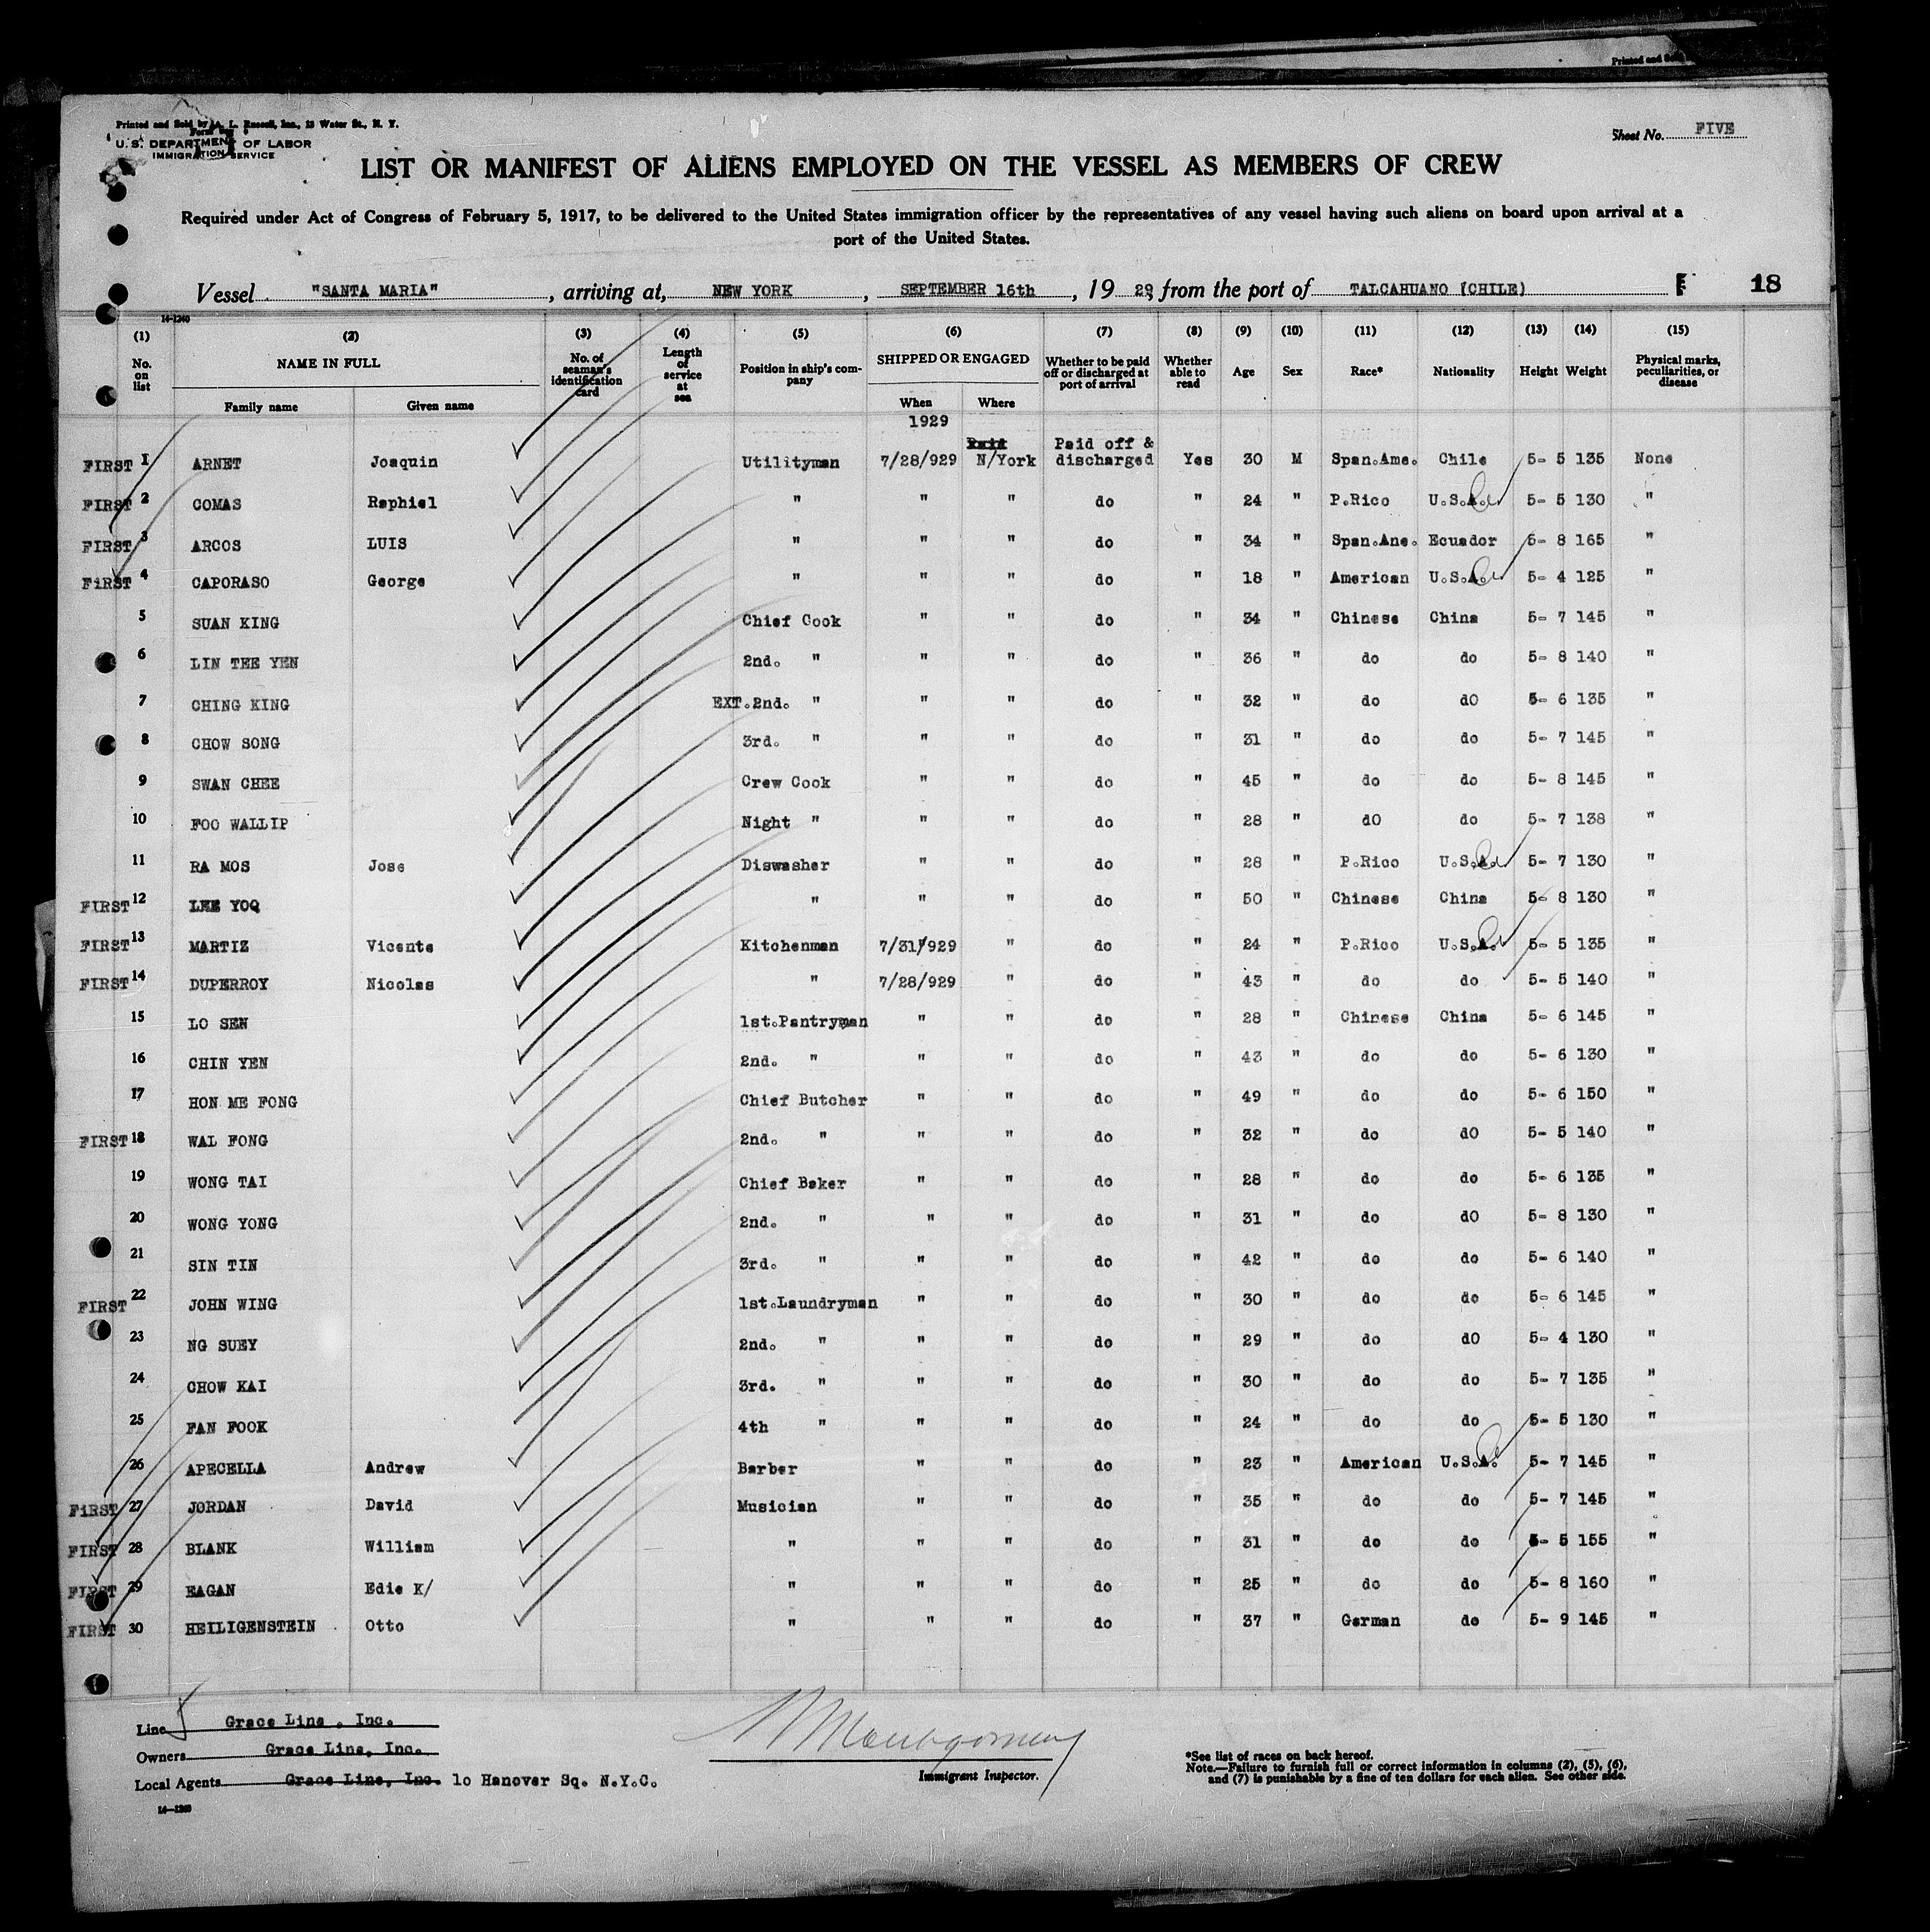 Printed and Sold by A. L. Russell, Inc., 15 Water St., N. Y.
U. S. DEPARTMENT OF LABOR
IMMIGRATION SERVICE
Sheet No. FIVE
LIST OR MANIFEST OF ALIENS EMPLOYED ON THE VESSEL AS MEMBERS OF CREW
Required under Act of Congress of February 5, 1917, to be delivered to the United States immigration officer by the representatives of any vessel having such aliens on board upon arrival at a
port of the United States.
Vessel "SANTA MARIA", arriving at, NEW YORK, SEPTEMBER 16th, 19 29, from the port of TALCAHUANO (CHILE) 18
14-1240
(1) No. on list (2) NAME IN FULL Family name Given name (3) No. of seaman's identification card (4) Length of service at sea (5) Position in ship's company (6) SHIPPED OR ENGAGED When Where (7) Whether to be paid off or discharged at port of arrival (8) Whether able to read (9) Age (10) Sex (11) Race* (12) Nationality (13) Height (14) Weight (15) Physical marks, peculiarities, or disease
1929
Paid off &
FIRST 1 ARNET Joaquin Utilityman 7/28/929 N/York discharged Yes 30 M Span.Ame. Chile 5- 5 135 None
FIRST 2 COMAS Raphiel " " " do " 24 " P.Rico U.S.A. 5- 5 130 "
FIRST 3 ARCOS LUIS " " " do " 34 " Span.Ane. Ecuador 5- 8 165 "
FiRST 4 CAPORASO George " " " do " 18 " American U.S.A. 5- 4 125 "
5 SUAN KING Chief Cook " " do " 34 " Chinese China 5- 7 145 "
6 LIN TEE YEN 2nd. " " " do " 36 " do do 5- 8 140 "
7 CHING KING EXT.2nd. " " " do " 32 " do dO 5- 6 135 "
8 CHOW SONG 3rd. " " " do " 31 " do do 5- 7 145 "
9 SWAN CHEE Crew Cook " " do " 45 " do do 5- 8 145 "
10 FOO WALLIP Night " " " do " 28 " dO do 5- 7 138 "
11 RA MOS Jose Diswasher " " do " 28 " P.Rico U.S.A. 5- 7 130 "
FIRST 12 LEE YOQ " " " do " 50 " Chinese China 5- 8 130 "
FIRST 13 MARTIZ Vicente Kitchenman 7/31/929 " do " 24 " P.Rico U.S.A. 5- 5 135 "
FIRST 14 DUPERROY Nicolas " 7/28/929 " do " 43 " do do 5- 5 140 "
15 LO SEN 1st.Pantryman " " do " 28 " Chinese China 5- 6 145 "
16 CHIN YEN 2nd. " " " do " 43 " do do 5- 6 130 "
17 HON ME FONG Chief Butcher " " do " 49 " do do 5- 6 150 "
FIRST 18 WAL FONG 2nd. " " " do " 32 " do dO 5- 5 140 "
19 WONG TAI Chief Baker " " do " 28 " do do 5- 6 135 "
20 WONG YONG 2nd. " " " do " 31 " do dO 5- 8 130 "
21 SIN TIN 3rd. " " " do " 42 " do do 5- 6 140 "
FIRST 22 JOHN WING 1st.Laundryman " " do " 30 " do do 5- 6 145 "
23 NG SUEY 2nd. " " " do " 29 " do dO 5- 4 130 "
24 CHOW KAI 3rd. " " " do " 30 " do do 5- 7 135 "
25 FAN FOOK 4th " " " do " 24 " do do 5- 5 130 "
26 APECELLA Andrew Barber " " do " 23 " American U.S.A. 5- 7 145 "
FiRST 27 JORDAN David Musician " " do " 35 " do do 5- 7 145 "
FIRST 28 BLANK William " " " do " 31 " do do 5- 5 155 "
FIRST 29 EAGAN Edie K/ " " " do " 25 " do do 5- 8 160 "
FIRST 30 HEILIGENSTEIN Otto " " " do " 37 " German do 5- 9 145 "
Line Grace Line, Inc.
Owners Grace Line, Inc.
Local Agents Grace Line, Inc. 10 Hanover Sq. N.Y.C.
14-1240
Montgomery
Immigrant Inspector.
*See list of races on back hereof.
Note.—Failure to furnish full or correct information in columns (2), (5), (6),
and (7) is punishable by a fine of ten dollars for each alien. See other side.